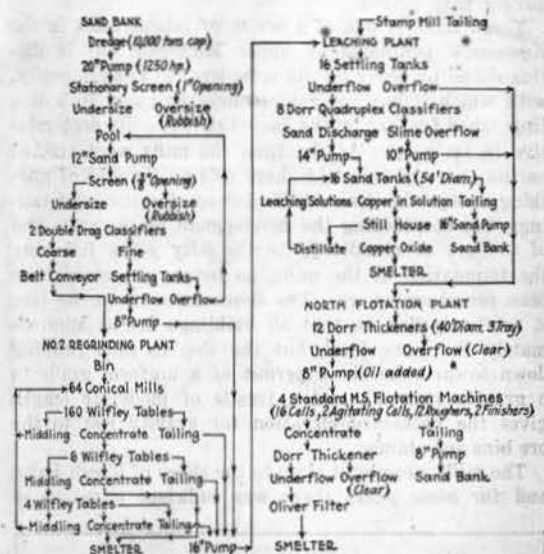 SAND BANK
Dredge (10,000 tons cap)
20" Pump (1250 hp.)
Stationary Screen (1" Opening)
Undersize Oversize
(Rubbish)
Pool
12" Sand Pump
Screen (3/8" Opening)
Undersize Oversize
(Rubbish)
2 Double Drag Classifiers
Coarse Fine
Belt Conveyor Settling Tanks
Underflow Overflow
8" Pump
NO.2 REGRINDING PLANT
Bin
64 Conical Mills
160 Wilfley Tables
Middling Concentrate Tailing
6 Wilfley Tables
Middling Concentrate Tailing
4 Wilfley Tables
Middling Concentrate Tailing
SMELTER 16" Pump
Stamp Mill Tailing
LEACHING PLANT
16 Settling Tanks
Underflow Overflow
8 Dorr Quadruplex Classifiers
Sand Discharge Slime Overflow
14" Pump 10" Pump
16 Sand Tanks (54' Diam.)
Leaching Solutions Copper in Solution Tailing
Still House 18" Sand Pump
Distillate Copper Oxide Sand Bank
SMELTER
NORTH FLOTATION PLANT
12 Dorr Thickeners (40' Diam. 3 Tray)
Underflow Overflow (Clear)
8" Pump (Oil added)
4 Standard M.S. Flotation Machines
(16 Cells, 2 Agitating Cells, 12 Roughers, 2 Finishers)
Concentrate Tailing
Dorr Thickener 8" Pump
Underflow Overflow Sand Bank
(Clear)
Oliver Filter
SMELTER